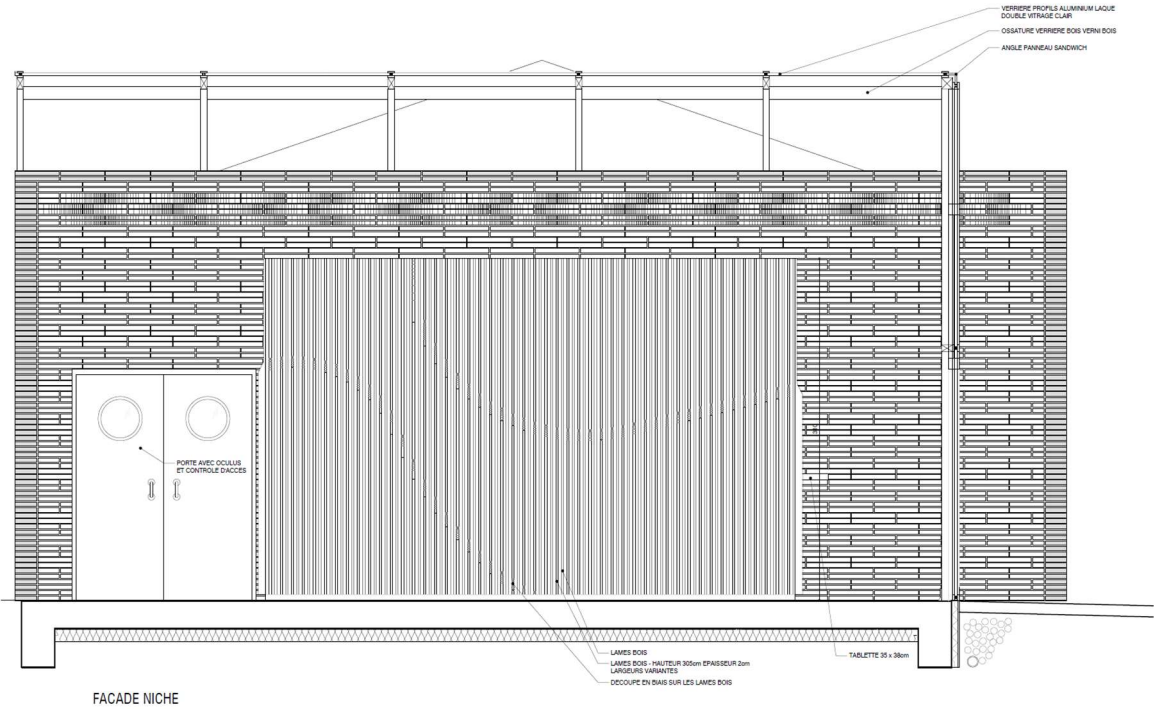 VERRIERE PROFILS ALUMINIUM LAQUE
DOUBLE VITRAGE CLAIR
OSSATURE VERRIERE BOIS VERNI BOIS
ANGLE PANNEAU SANDWICH
PORTE AVEC OCULUS
ET CONTROLE D'ACCES
LAMES BOIS
LAMES BOIS - HAUTEUR 305cm EPAISSEUR 2cm
LARGEURS VARIANTES
DECOUPE EN BIAIS SUR LES LAMES BOIS
TABLETTE 35 x 38cm
FACADE NICHE